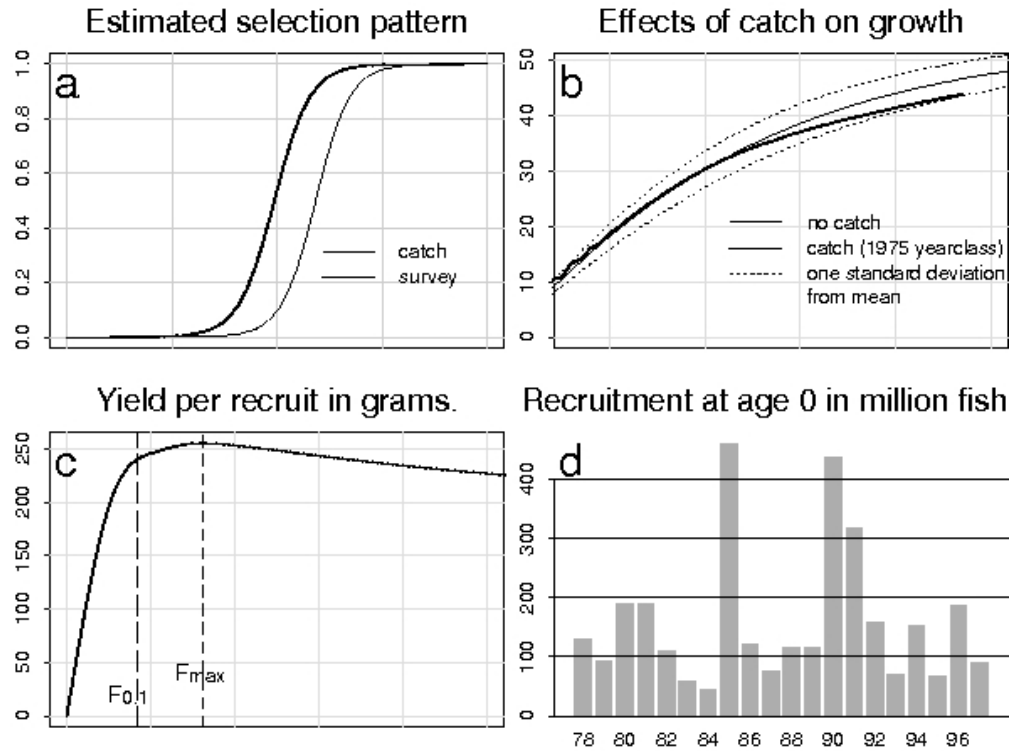 Estimated selection pattern
a
1.0
0.8
0.6
0.4
0.2
0.0
catch
survey
Effects of catch on growth
b
50
40
30
20
10
0
no catch
catch (1975 yearclass)
one standard deviation
from mean
Yield per recruit in grams.
c
250
200
150
100
50
0
F0.1
Fmax
Recruitment at age 0 in million fish
d
400
300
200
100
0
78 80 82 84 86 88 90 92 94 96